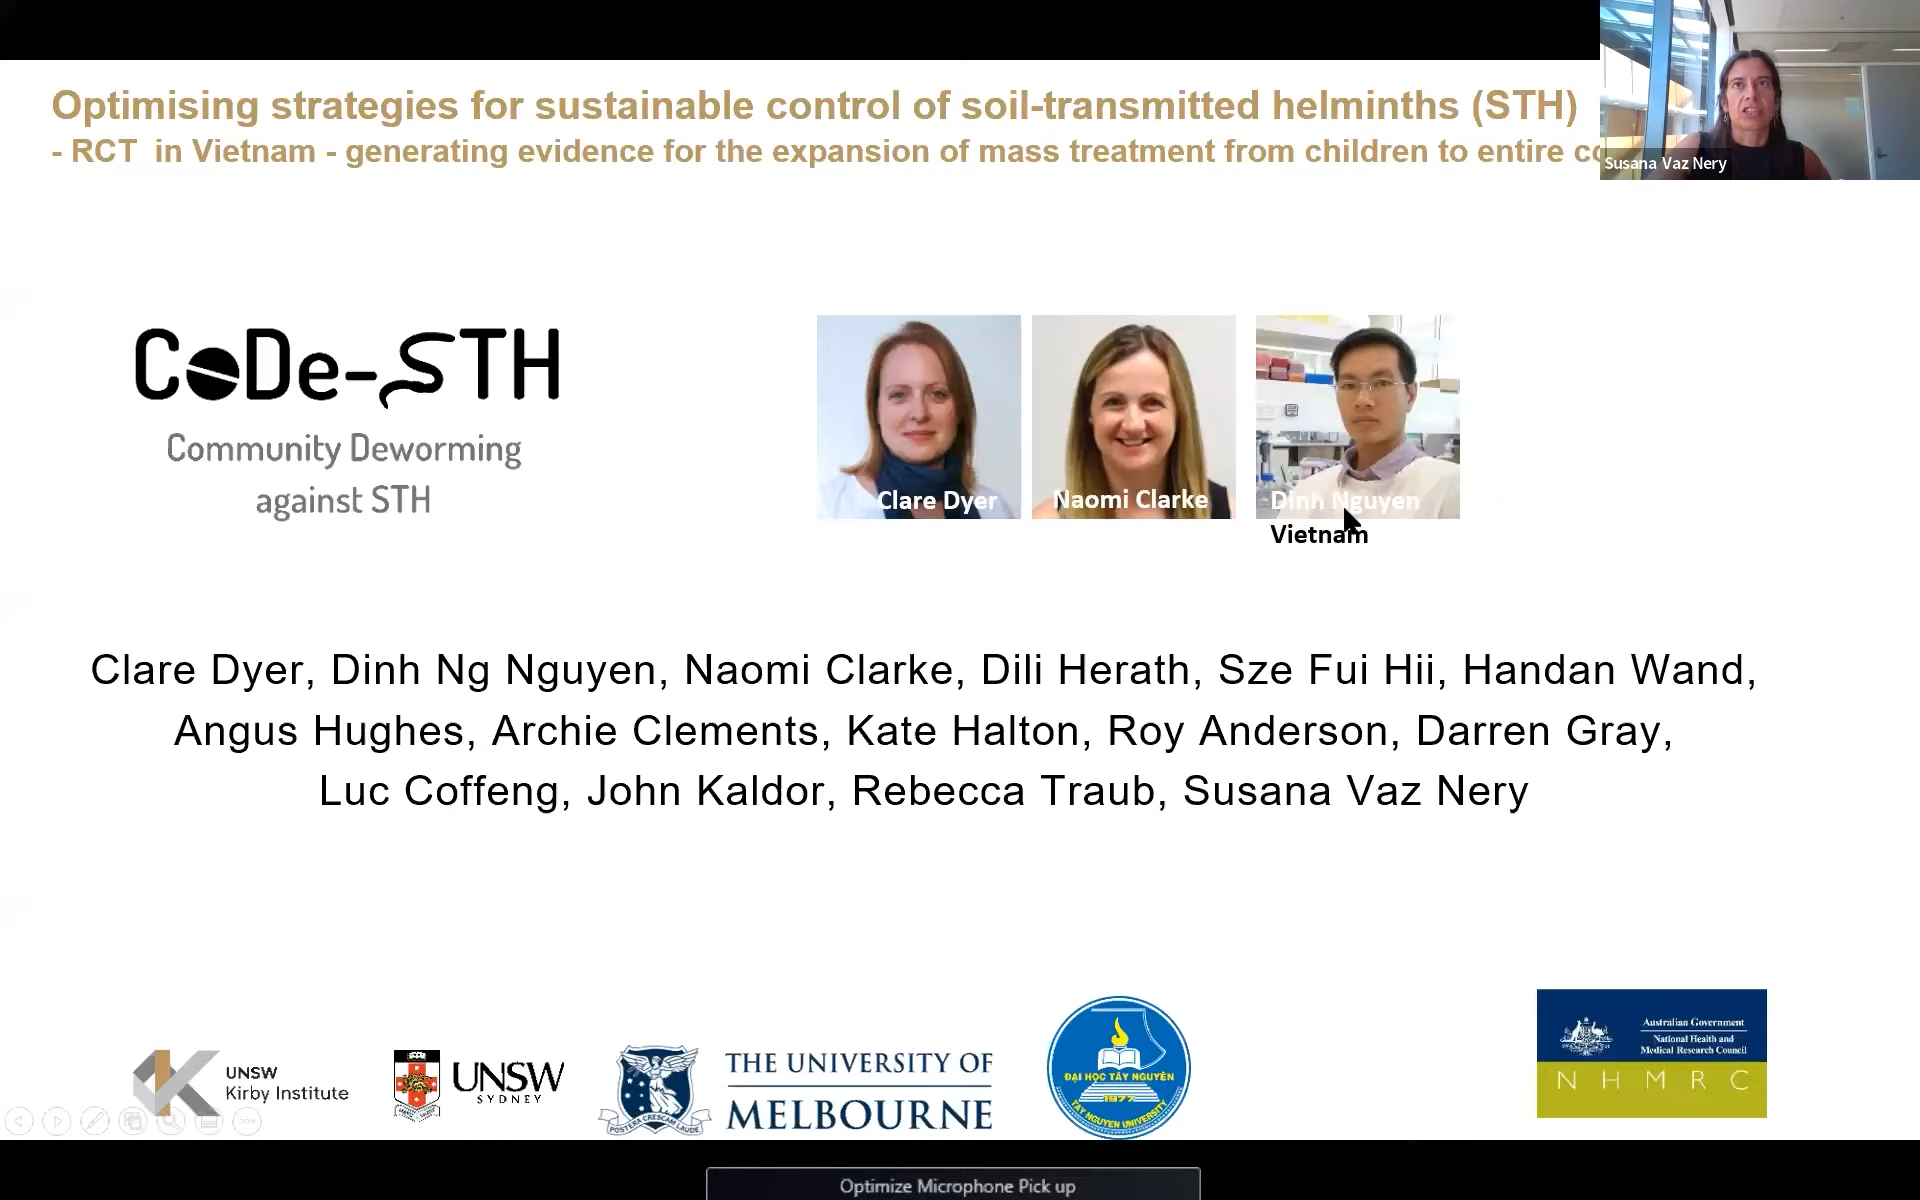 Optimising strategies for sustainable control of soil-transmitted helminths (STH)
- RCT in Vietnam - generating evidence for the expansion of mass treatment from children to entire co
Susana Vaz Nery
CoDe-STH
Community Deworming
against STH
Clare Dyer
Naomi Clarke
Dinh Nguyen
Vietnam
Clare Dyer, Dinh Ng Nguyen, Naomi Clarke, Dili Herath, Sze Fui Hii, Handan Wand,
Angus Hughes, Archie Clements, Kate Halton, Roy Anderson, Darren Gray,
Luc Coffeng, John Kaldor, Rebecca Traub, Susana Vaz Nery
UNSW
Kirby Institute
UNSW
SYDNEY
POSTERA CRESCAM LAUDE
THE UNIVERSITY OF
MELBOURNE
ĐẠI HỌC TÂY NGUYÊN
1977
TAY NGUYEN UNIVERSITY
Australian Government
National Health and
Medical Research Council
N H M R C
Optimize Microphone Pick up